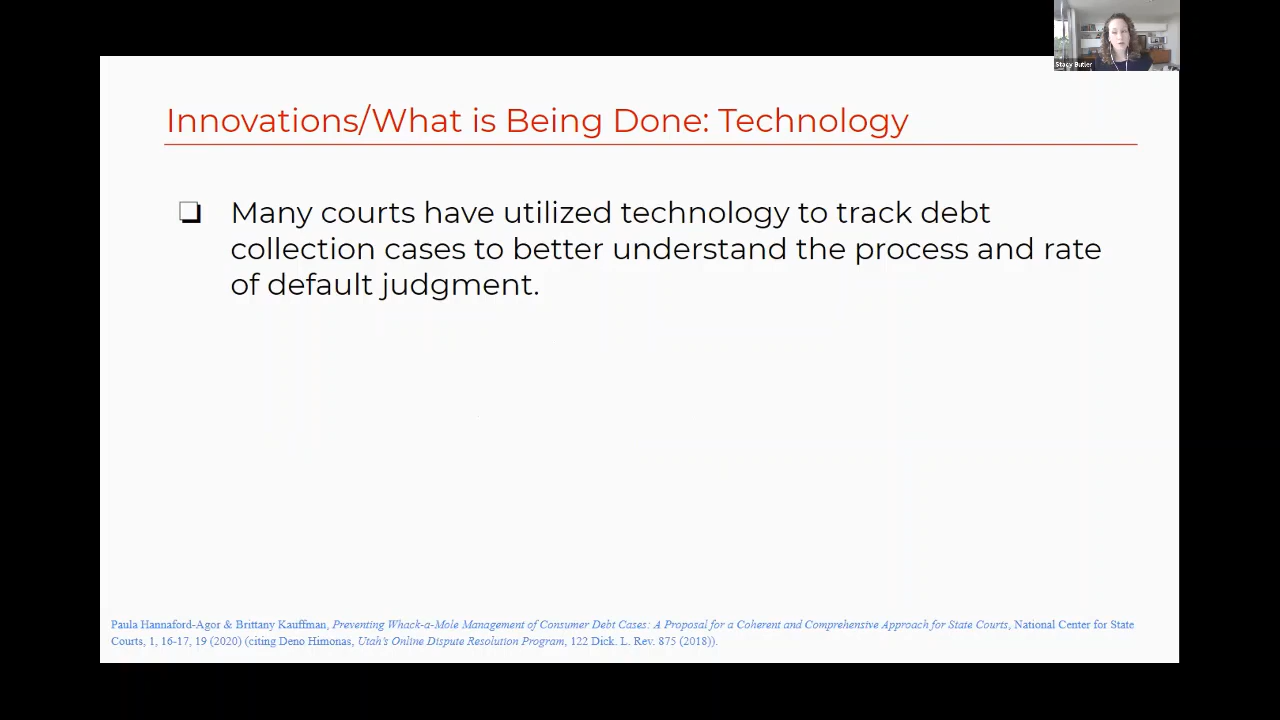 Stacy Butler
Innovations/What is Being Done: Technology
❏ Many courts have utilized technology to track debt
collection cases to better understand the process and rate
of default judgment.
Paula Hannaford-Agor & Brittany Kauffman, Preventing Whack-a-Mole Management of Consumer Debt Cases: A Proposal for a Coherent and Comprehensive Approach for State Courts, National Center for State
Courts, 1, 16-17, 19 (2020) (citing Deno Himonas, Utah's Online Dispute Resolution Program, 122 Dick. L. Rev. 875 (2018)).